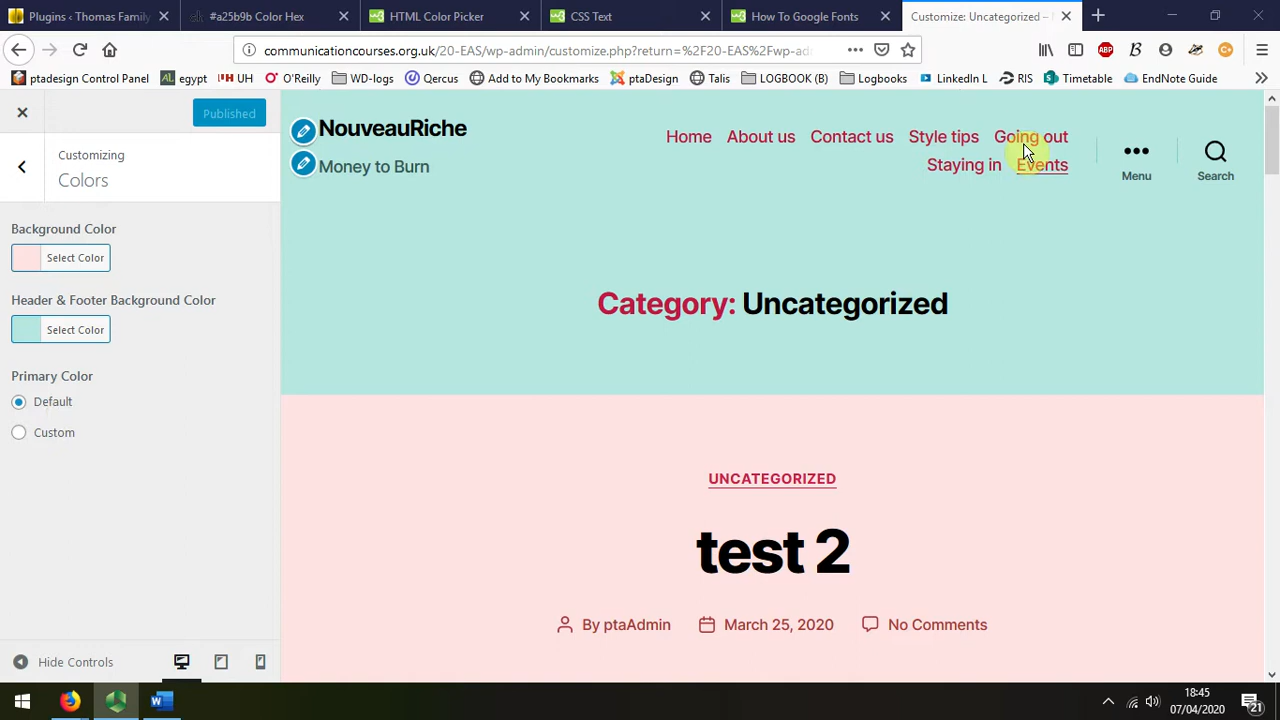 Plugins ‹ Thomas Family
#a25b9b Color Hex
HTML Color Picker
CSS Text
How To Google Fonts
Customize: Uncategorized –
communicationcourses.org.uk/20-EAS/wp-admin/customize.php?return=%2F20-EAS%2Fwp-ad
ABP
ptadesign Control Panel
AL egypt
UH UH
O'Reilly
WD-logs
Qercus
Add to My Bookmarks
ptaDesign
Talis
LOGBOOK (B)
Logbooks
LinkedIn L
RIS
Timetable
EndNote Guide
Published
Customizing
Colors
Background Color
Select Color
Header & Footer Background Color
Select Color
Primary Color
Default
Custom
Hide Controls
NouveauRiche
Money to Burn
Home About us Contact us Style tips Going out
Staying in Events
Menu
Search
Category: Uncategorized
UNCATEGORIZED
test 2
By ptaAdmin March 25, 2020 No Comments
18:45
07/04/2020
21